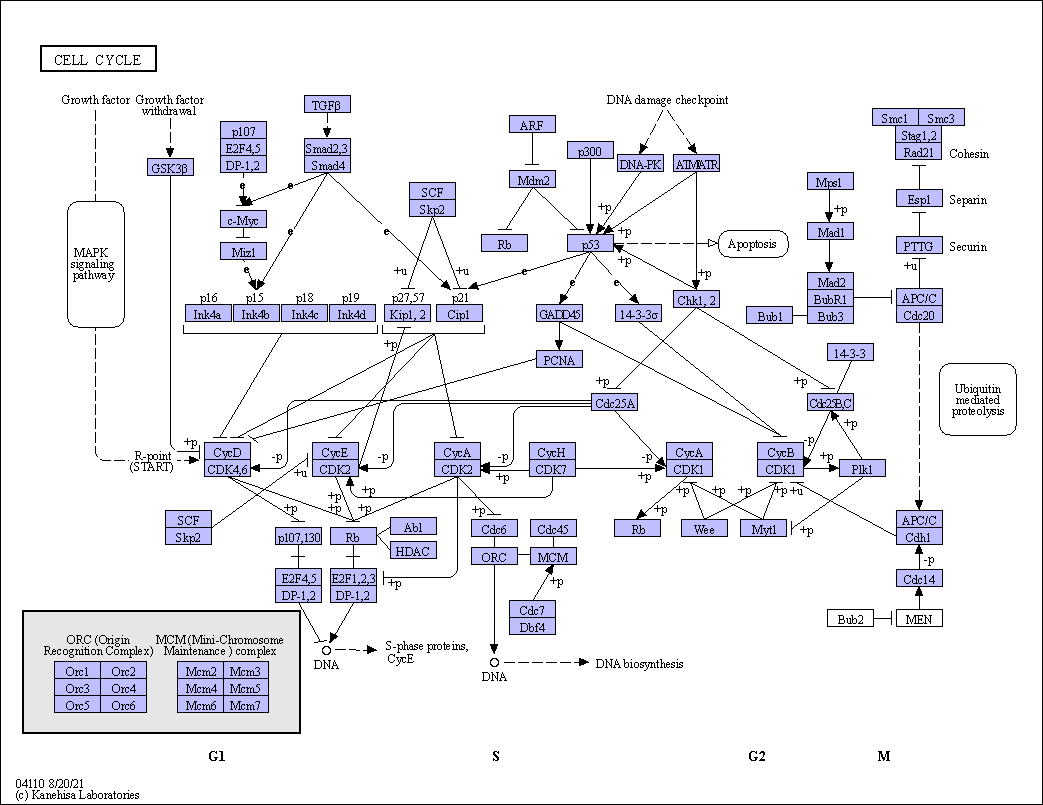 CELL CYCLE
Growth factor
Growth factor
withdrawal
TGFβ
DNA damage checkpoint
p107
E2F4,5
DP-1,2
Smad2,3
Smad4
ARF
p300
DNA-PK
ATM/ATR
Smc1
Smc3
Stag1,2
Rad21
Cohesin
GSK3β
e
e
e
e
c-Myc
Miz1
SCF
Skp2
Mdm2
Rb
p53
+p
+p
Apoptosis
Mps1
+p
Mad1
Esp1
Separin
PTTG
Securin
+u
MAPK
signaling
pathway
+u
+u
e
e
e
+p
Mad2
BubR1
Bub3
Bub1
APC/C
Cdc20
p16
Ink4a
p15
Ink4b
p18
Ink4c
p19
Ink4d
p27,57
Kip1, 2
p21
Cip1
GADD45
14-3-3σ
Chk1, 2
+p
PCNA
14-3-3
+p
+p
Cdc25A
Cdc25B,C
+p
Ubiquitin
mediated
proteolysis
R-point
(START)
+p
CycD
CDK4,6
-p
CycE
CDK2
+u
-p
CycA
CDK2
-p
+p
CycH
CDK7
-p
+p
CycA
CDK1
CycB
CDK1
-p
+p
Plk1
+p
+p
+p
+p
+p
+p
+p
+p
+p
+u
+p
SCF
Skp2
p107,130
Rb
Abl
HDAC
Cdc6
Cdc45
ORC
MCM
Rb
Wee
Myt1
APC/C
Cdh1
-p
Cdc14
E2F4,5
DP-1,2
E2F1,2,3
DP-1,2
+p
+p
Cdc7
Dbf4
Bub2
MEN
DNA
S-phase proteins,
CycE
DNA
DNA biosynthesis
ORC (Origin
Recognition Complex)
MCM (Mini-Chromosome
Maintenance ) complex
Orc1
Orc2
Orc3
Orc4
Orc5
Orc6
Mcm2
Mcm3
Mcm4
Mcm5
Mcm6
Mcm7
G1
S
G2
M
04110 8/20/21
(c) Kanehisa Laboratories